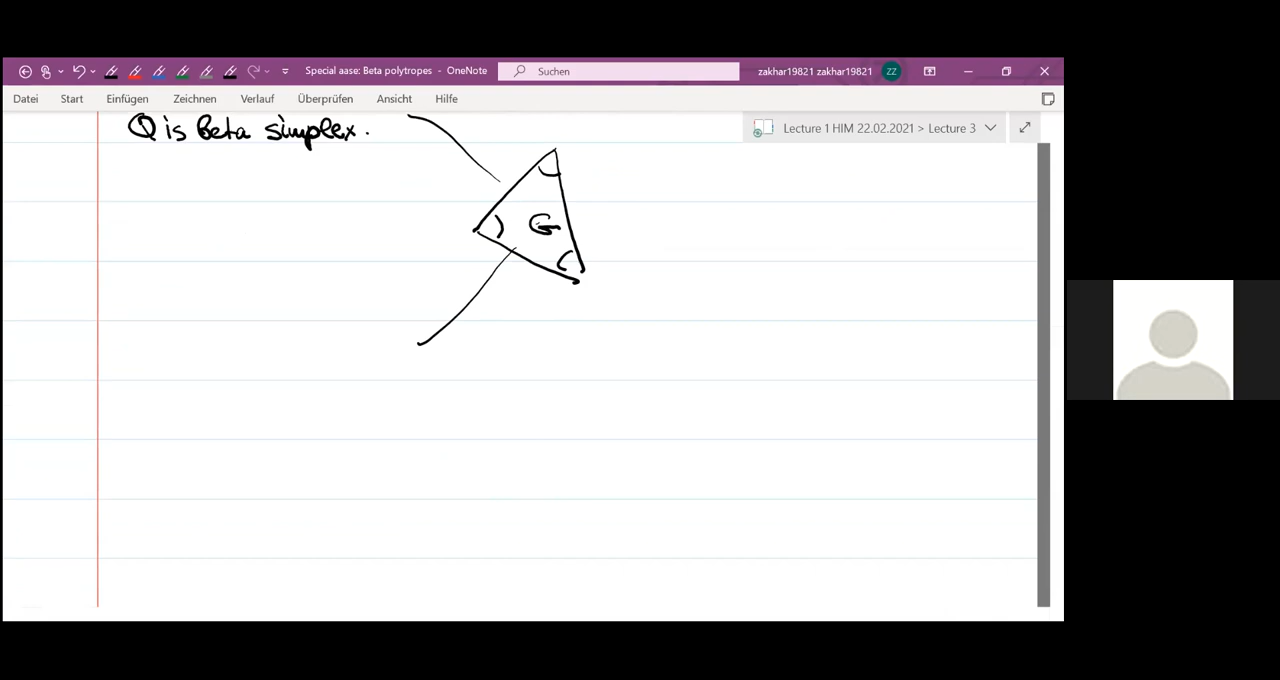 Special aase: Beta polytropes - OneNote
Suchen
zakhar19821 zakhar19821
ZZ
Datei Start Einfügen Zeichnen Verlauf Überprüfen Ansicht Hilfe
Q is Beta simplex.
Lecture 1 HIM 22.02.2021 > Lecture 3
G